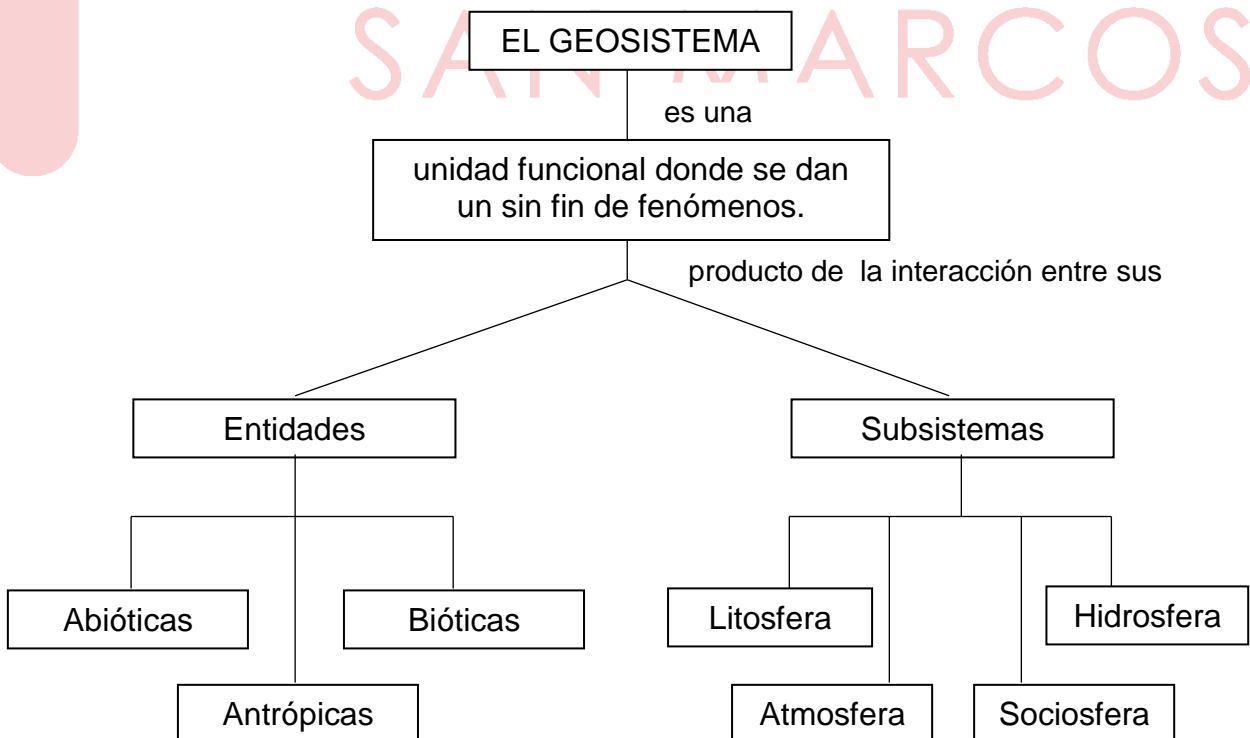 SAN MARCOS
EL GEOSISTEMA
es una
unidad funcional donde se dan
un sin fin de fenómenos.
producto de la interacción entre sus
Entidades
Subsistemas
Abióticas
Bióticas
Litosfera
Hidrosfera
Antrópicas
Atmosfera
Sociosfera